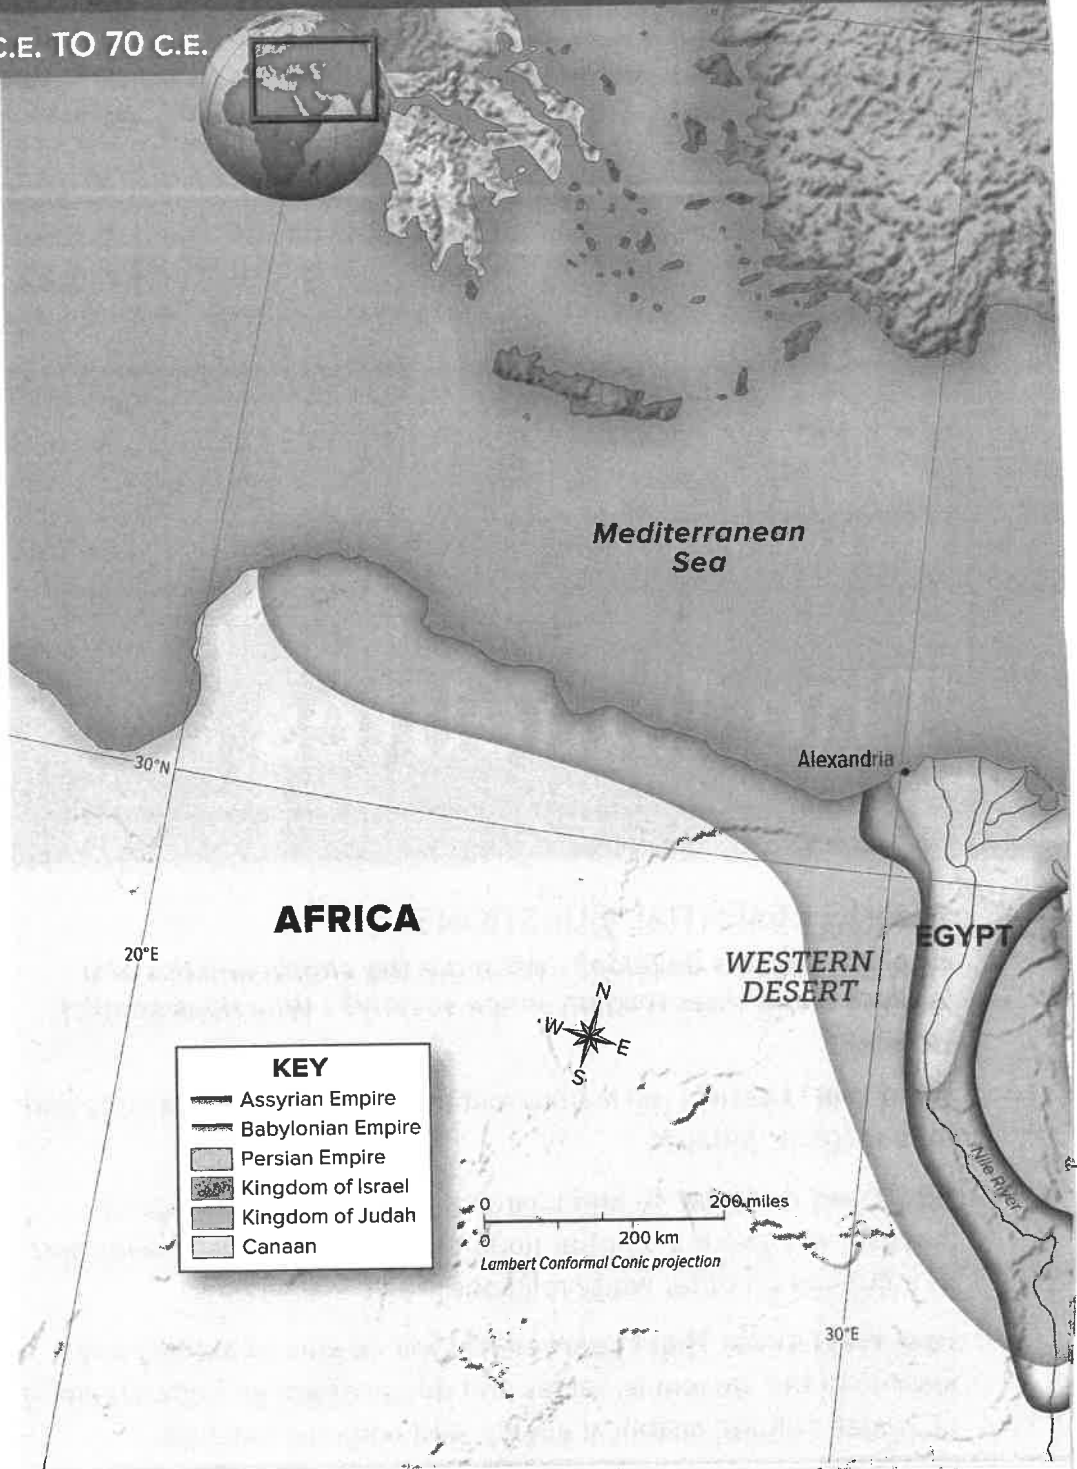 C.E. TO 70 C.E.
Mediterranean
Sea
Alexandria
30°N
AFRICA
EGYPT
20°E
WESTERN
DESERT
N
W
E
S
KEY
Assyrian Empire
Babylonian Empire
Persian Empire
Kingdom of Israel
Kingdom of Judah
Canaan
Nile River
0
200 miles
0
200 km
Lambert Conformal Conic projection
30°E